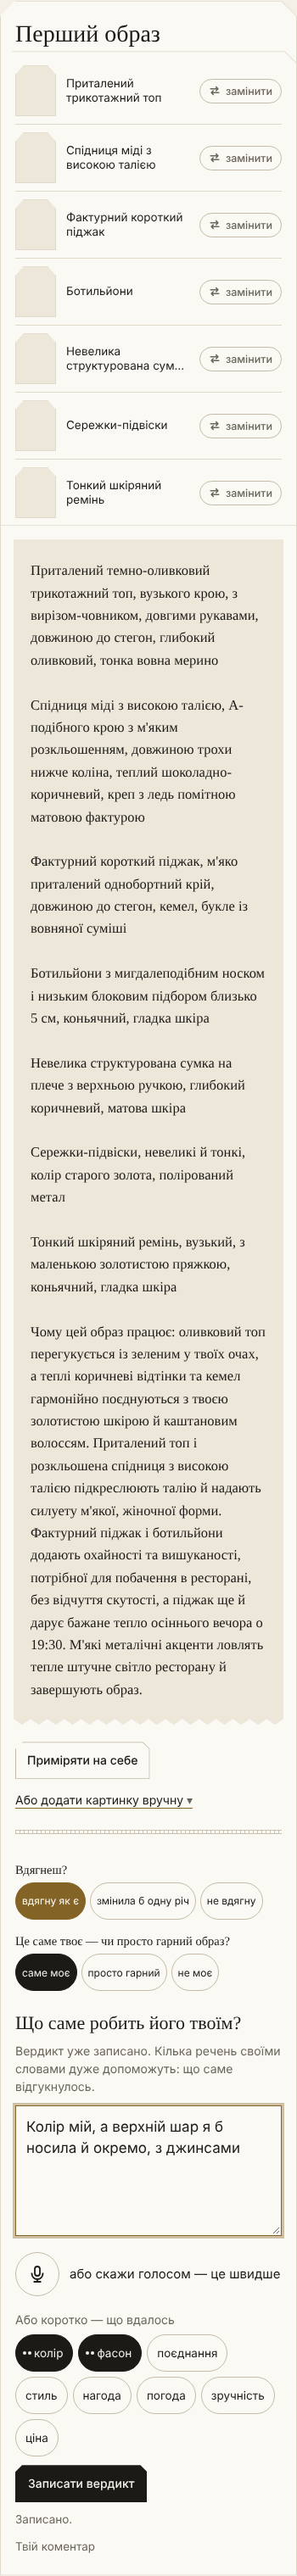 Перший образ
Приталений
трикотажний топ
замінити
Спідниця міді з
високою талією
замінити
Фактурний короткий
піджак
замінити
Ботильйони
замінити
Невелика
структурована сум...
замінити
Сережки-підвіски
замінити
Тонкий шкіряний
ремінь
замінити
Приталений темно-оливковий
трикотажний топ, вузького крою, з
вирізом-човником, довгими рукавами,
довжиною до стегон, глибокий
оливковий, тонка вовна мерино
Спідниця міді з високою талією, А-
подібного крою з м'яким
розкльошенням, довжиною трохи
нижче коліна, теплий шоколадно-
коричневий, креп з ледь помітною
матовою фактурою
Фактурний короткий піджак, м'яко
приталений однобортний крій,
довжиною до стегон, кемел, букле із
вовняної суміші
Ботильйони з мигдалеподібним носком
і низьким блоковим підбором близько
5 см, коньячний, гладка шкіра
Невелика структурована сумка на
плече з верхньою ручкою, глибокий
коричневий, матова шкіра
Сережки-підвіски, невеликі й тонкі,
колір старого золота, полірований
метал
Тонкий шкіряний ремінь, вузький, з
маленькою золотистою пряжкою,
коньячний, гладка шкіра
Чому цей образ працює: оливковий топ
перегукується із зеленим у твоїх очах,
а теплі коричневі відтінки та кемел
гармонійно поєднуються з твоєю
золотистою шкірою й каштановим
волоссям. Приталений топ і
розкльошена спідниця з високою
талією підкреслюють талію й надають
силуету м'якої, жіночної форми.
Фактурний піджак і ботильйони
додають охайності та вишуканості,
потрібної для побачення в ресторані,
без відчуття скутості, а піджак ще й
дарує бажане тепло осіннього вечора о
19:30. М'які металічні акценти ловлять
тепле штучне світло ресторану й
завершують образ.
Приміряти на себе
Або додати картинку вручну ▾
Вдягнеш?
вдягну як є
змінила б одну річ
не вдягну
Це саме твоє — чи просто гарний образ?
саме моє
просто гарний
не моє
Що саме робить його твоїм?
Вердикт уже записано. Кілька речень своїми
словами дуже допоможуть: що саме
відгукнулось.
Колір мій, а верхній шар я б
носила й окремо, з джинсами
або скажи голосом — це швидше
Або коротко — що вдалось
•• колір
•• фасон
поєднання
стиль
нагода
погода
зручність
ціна
Записати вердикт
Записано.
Твій коментар